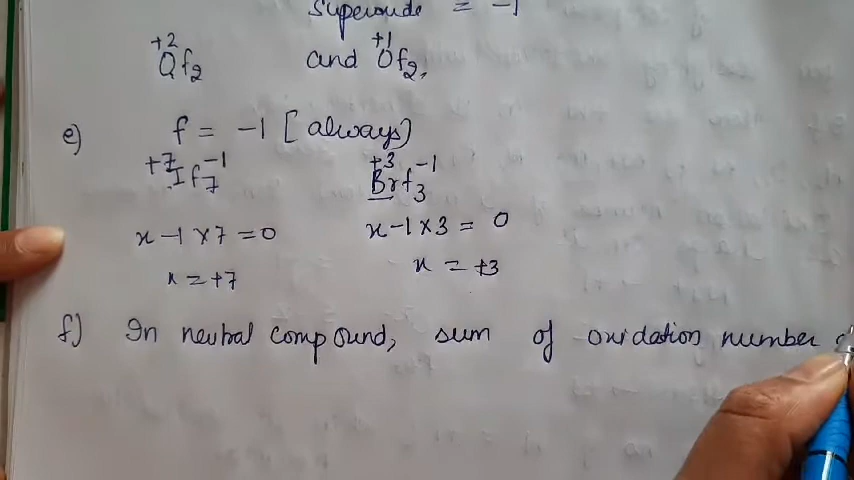 Superoxide = -1
+2 +1
Of2 and Of2,
e) f = -1 [always)
+7 -1 +3 -1
If7 Brf3
x -1 x 7 = 0 x -1 x 3 = 0
x = +7 x = +3
f) In neutral compound, sum of oxidation number